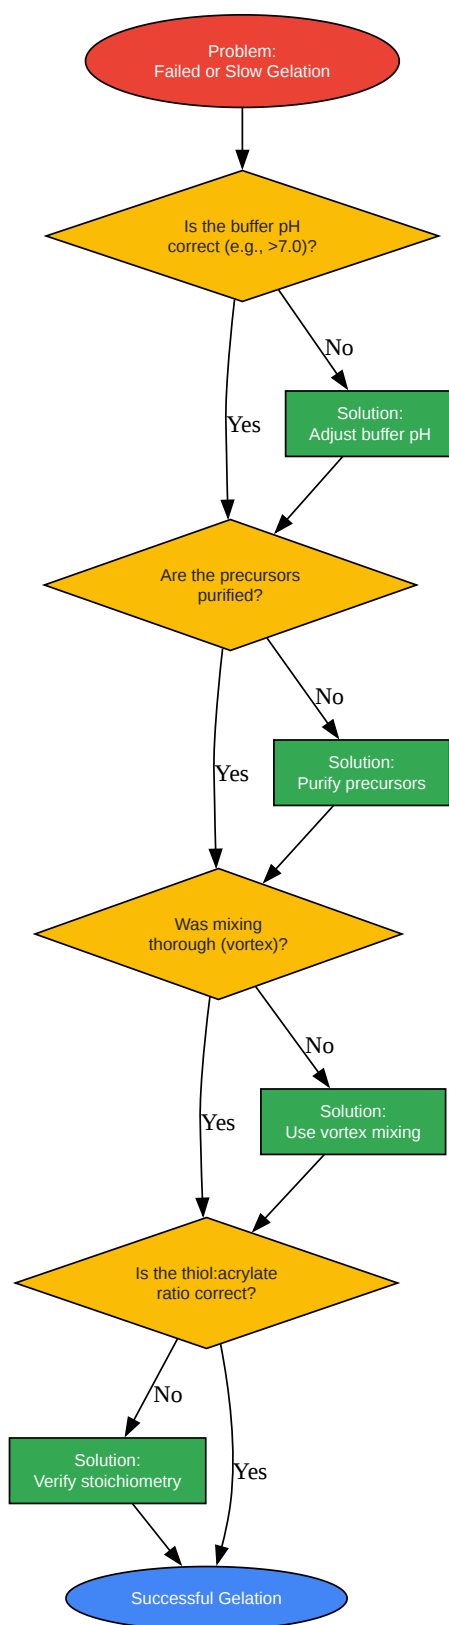 Problem:
Failed or Slow Gelation
Is the buffer pH
correct (e.g., >7.0)?
No
Yes
Solution:
Adjust buffer pH
Are the precursors
purified?
No
Yes
Solution:
Purify precursors
Was mixing
thorough (vortex)?
No
Yes
Solution:
Use vortex mixing
Is the thiol:acrylate
ratio correct?
No
Yes
Solution:
Verify stoichiometry
Successful Gelation